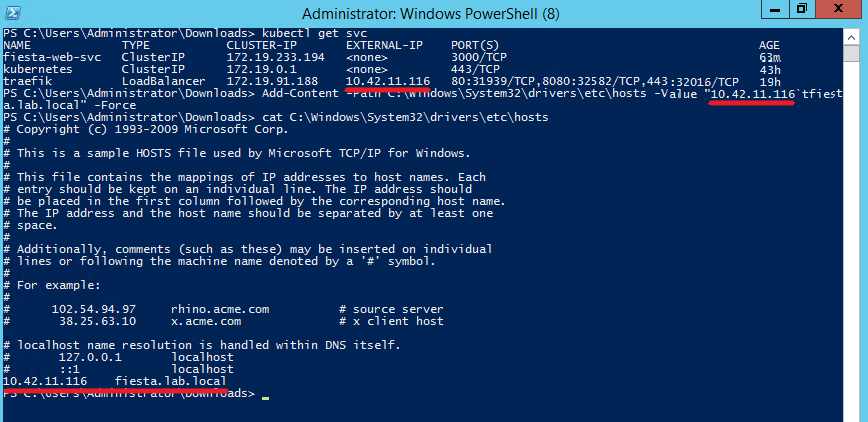 Administrator: Windows PowerShell (8)
PS C:\Users\Administrator\Downloads> kubectl get svc
NAME TYPE CLUSTER-IP EXTERNAL-IP PORT(S) AGE
fiesta-web-svc ClusterIP 172.19.233.194 <none> 3000/TCP 63m
kubernetes ClusterIP 172.19.0.1 <none> 443/TCP 43h
traefik LoadBalancer 172.19.91.188 10.42.11.116 80:31939/TCP,8080:32582/TCP,443:32016/TCP 19h
PS C:\Users\Administrator\Downloads> Add-Content -Path C:\Windows\System32\drivers\etc\hosts -Value "10.42.11.116`tfiest
a.lab.local" -Force
PS C:\Users\Administrator\Downloads> cat C:\Windows\System32\drivers\etc\hosts
# Copyright (c) 1993-2009 Microsoft Corp.
#
# This is a sample HOSTS file used by Microsoft TCP/IP for Windows.
#
# This file contains the mappings of IP addresses to host names. Each
# entry should be kept on an individual line. The IP address should
# be placed in the first column followed by the corresponding host name.
# The IP address and the host name should be separated by at least one
# space.
#
# Additionally, comments (such as these) may be inserted on individual
# lines or following the machine name denoted by a '#' symbol.
#
# For example:
#
# 102.54.94.97 rhino.acme.com # source server
# 38.25.63.10 x.acme.com # x client host
# localhost name resolution is handled within DNS itself.
# 127.0.0.1 localhost
# ::1 localhost
10.42.11.116 fiesta.lab.local
PS C:\Users\Administrator\Downloads>